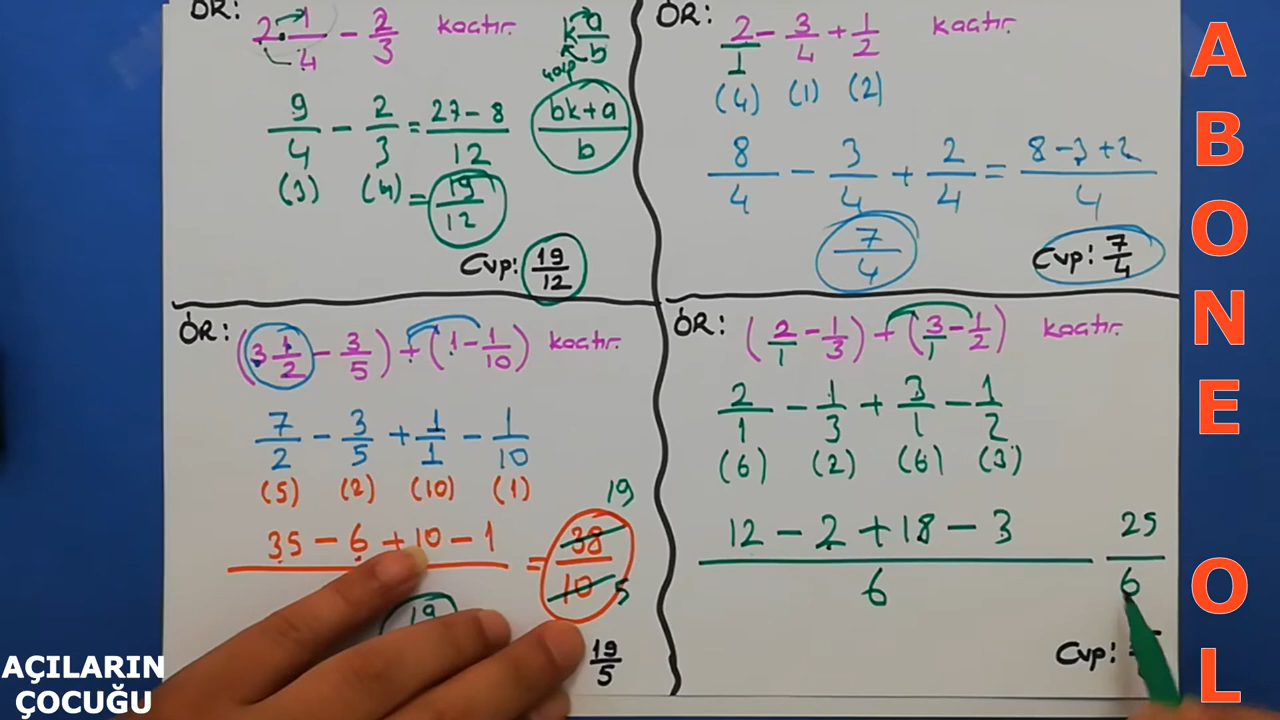 ÖR:
2 1/4 - 2/3 kaçtır.
k a/b
9/4 - 2/3 = 27-8/12
bk+a/b
(3) (4) = 19/12
Cvp: 19/12
ÖR:
2/1 - 3/4 + 1/2 kaçtır.
(4) (1) (2)
8/4 - 3/4 + 2/4 = 8-3+2/4
7/4
Cvp: 7/4
ÖR: (3 1/2 - 3/5) + (1 - 1/10) kaçtır.
7/2 - 3/5 + 1/1 - 1/10
(5) (2) (10) (1)
35 - 6 + 10 - 1 = 38/10
19
5
19
19/5
ÖR: (2/1 - 1/3) + (3/1 - 1/2) kaçtır.
2/1 - 1/3 + 3/1 - 1/2
(6) (2) (6) (3)
12 - 2 + 18 - 3/6 25/6
Cvp:
ABONE
OL
AÇILARIN
ÇOCUĞU